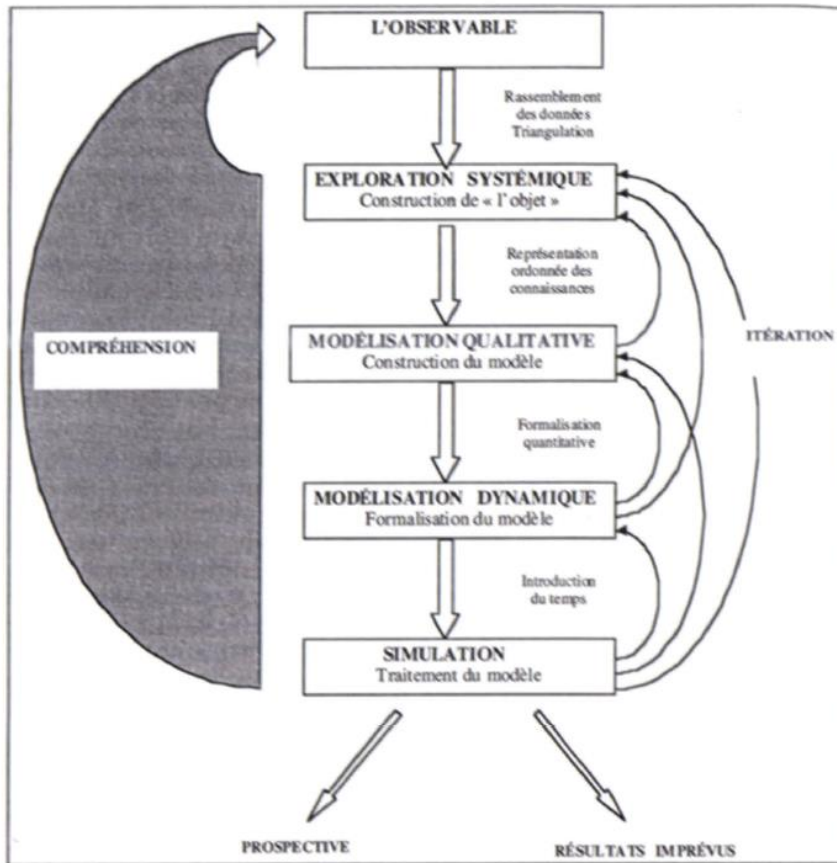 L'OBSERVABLE
Rassemblement
des données
Triangulation
EXPLORATION SYSTÉMIQUE
Construction de « l'objet »
Représentation
ordonnée des
connaissances
COMPRÉHENSION
MODÉLISATION QUALITATIVE
Construction du modèle
ITÉRATION
Formalisation
quantitative
MODÉLISATION DYNAMIQUE
Formalisation du modèle
Introduction
du temps
SIMULATION
Traitement du modèle
PROSPECTIVE
RÉSULTATS IMPRÉVUS